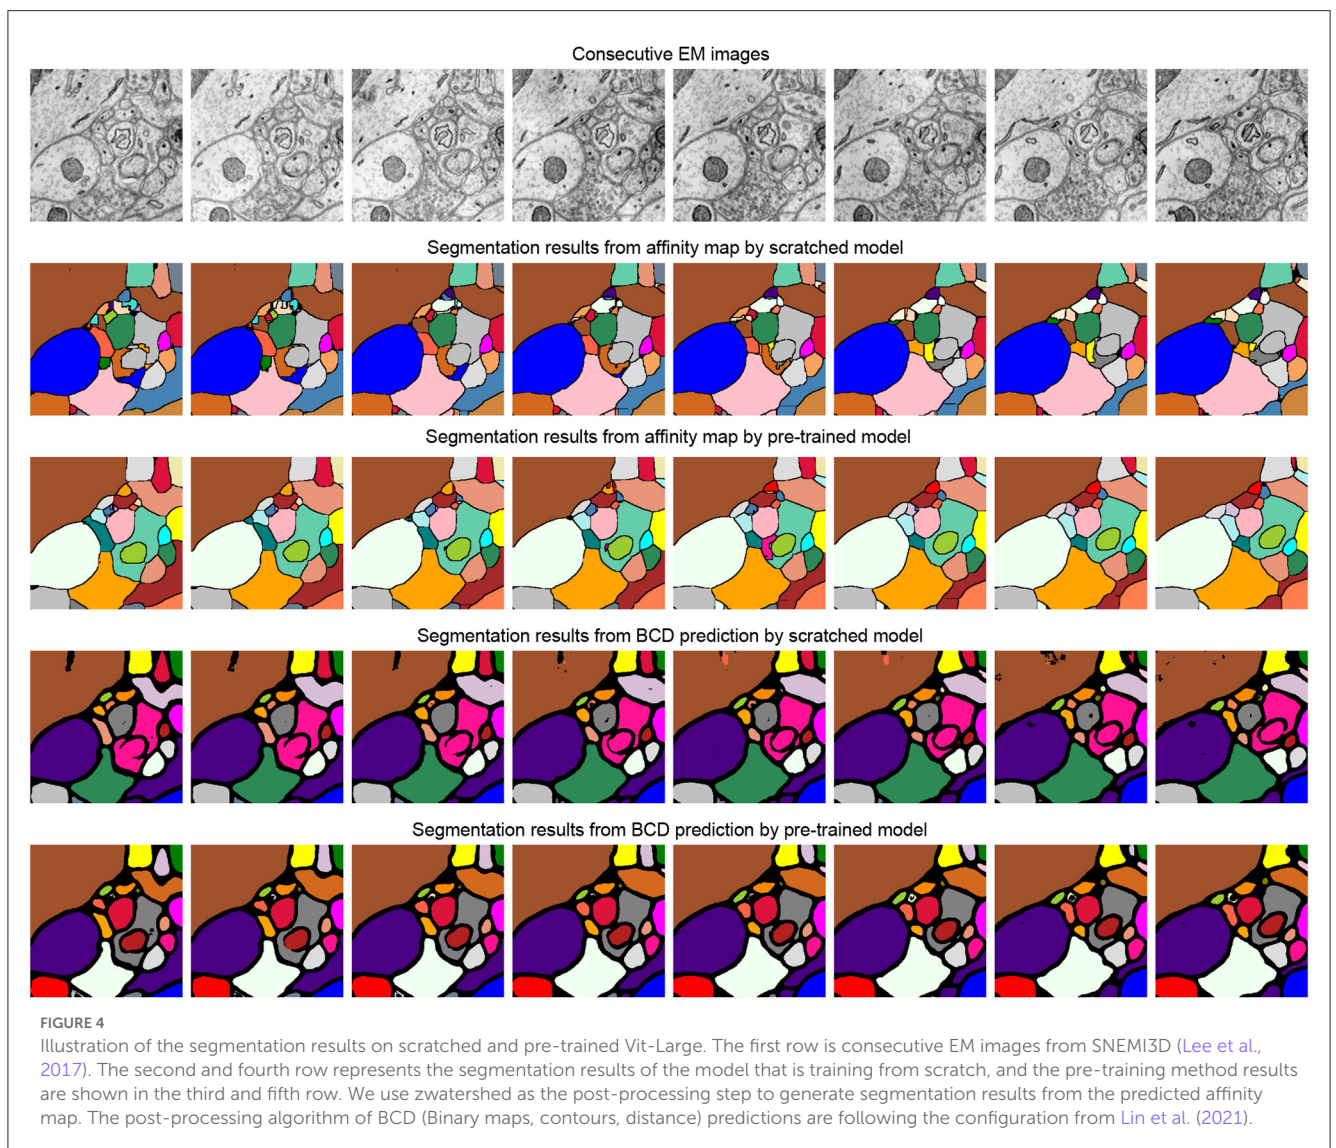 Consecutive EM images
Segmentation results from affinity map by scratched model
Segmentation results from affinity map by pre-trained model
Segmentation results from BCD prediction by scratched model
Segmentation results from BCD prediction by pre-trained model
FIGURE 4
Illustration of the segmentation results on scratched and pre-trained Vit-Large. The first row is consecutive EM images from SNEMI3D (Lee et al.,
2017). The second and fourth row represents the segmentation results of the model that is training from scratch, and the pre-training method results
are shown in the third and fifth row. We use zwatershed as the post-processing step to generate segmentation results from the predicted affinity
map. The post-processing algorithm of BCD (Binary maps, contours, distance) predictions are following the configuration from Lin et al. (2021).